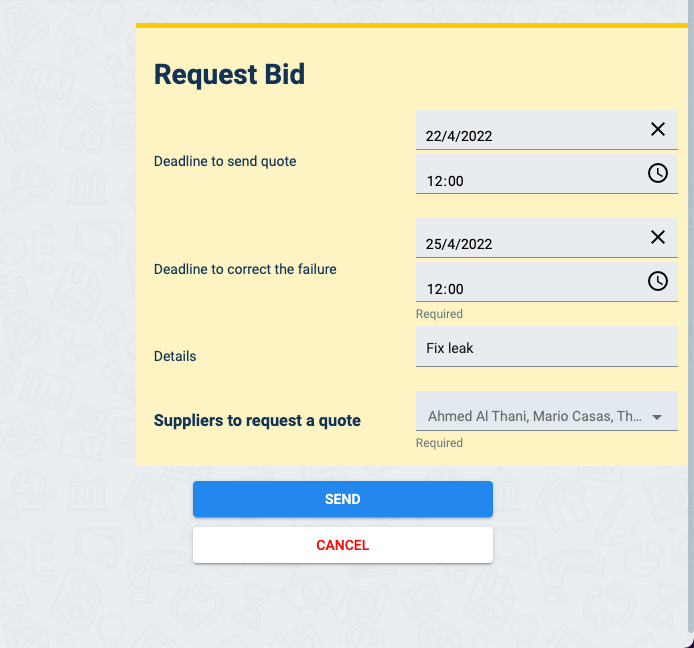 Request Bid
22/4/2022
Deadline to send quote
12:00
25/4/2022
Deadline to correct the failure
12:00
Required
Details
Fix leak
Suppliers to request a quote
Ahmed Al Thani, Mario Casas, Th...
Required
SEND
CANCEL